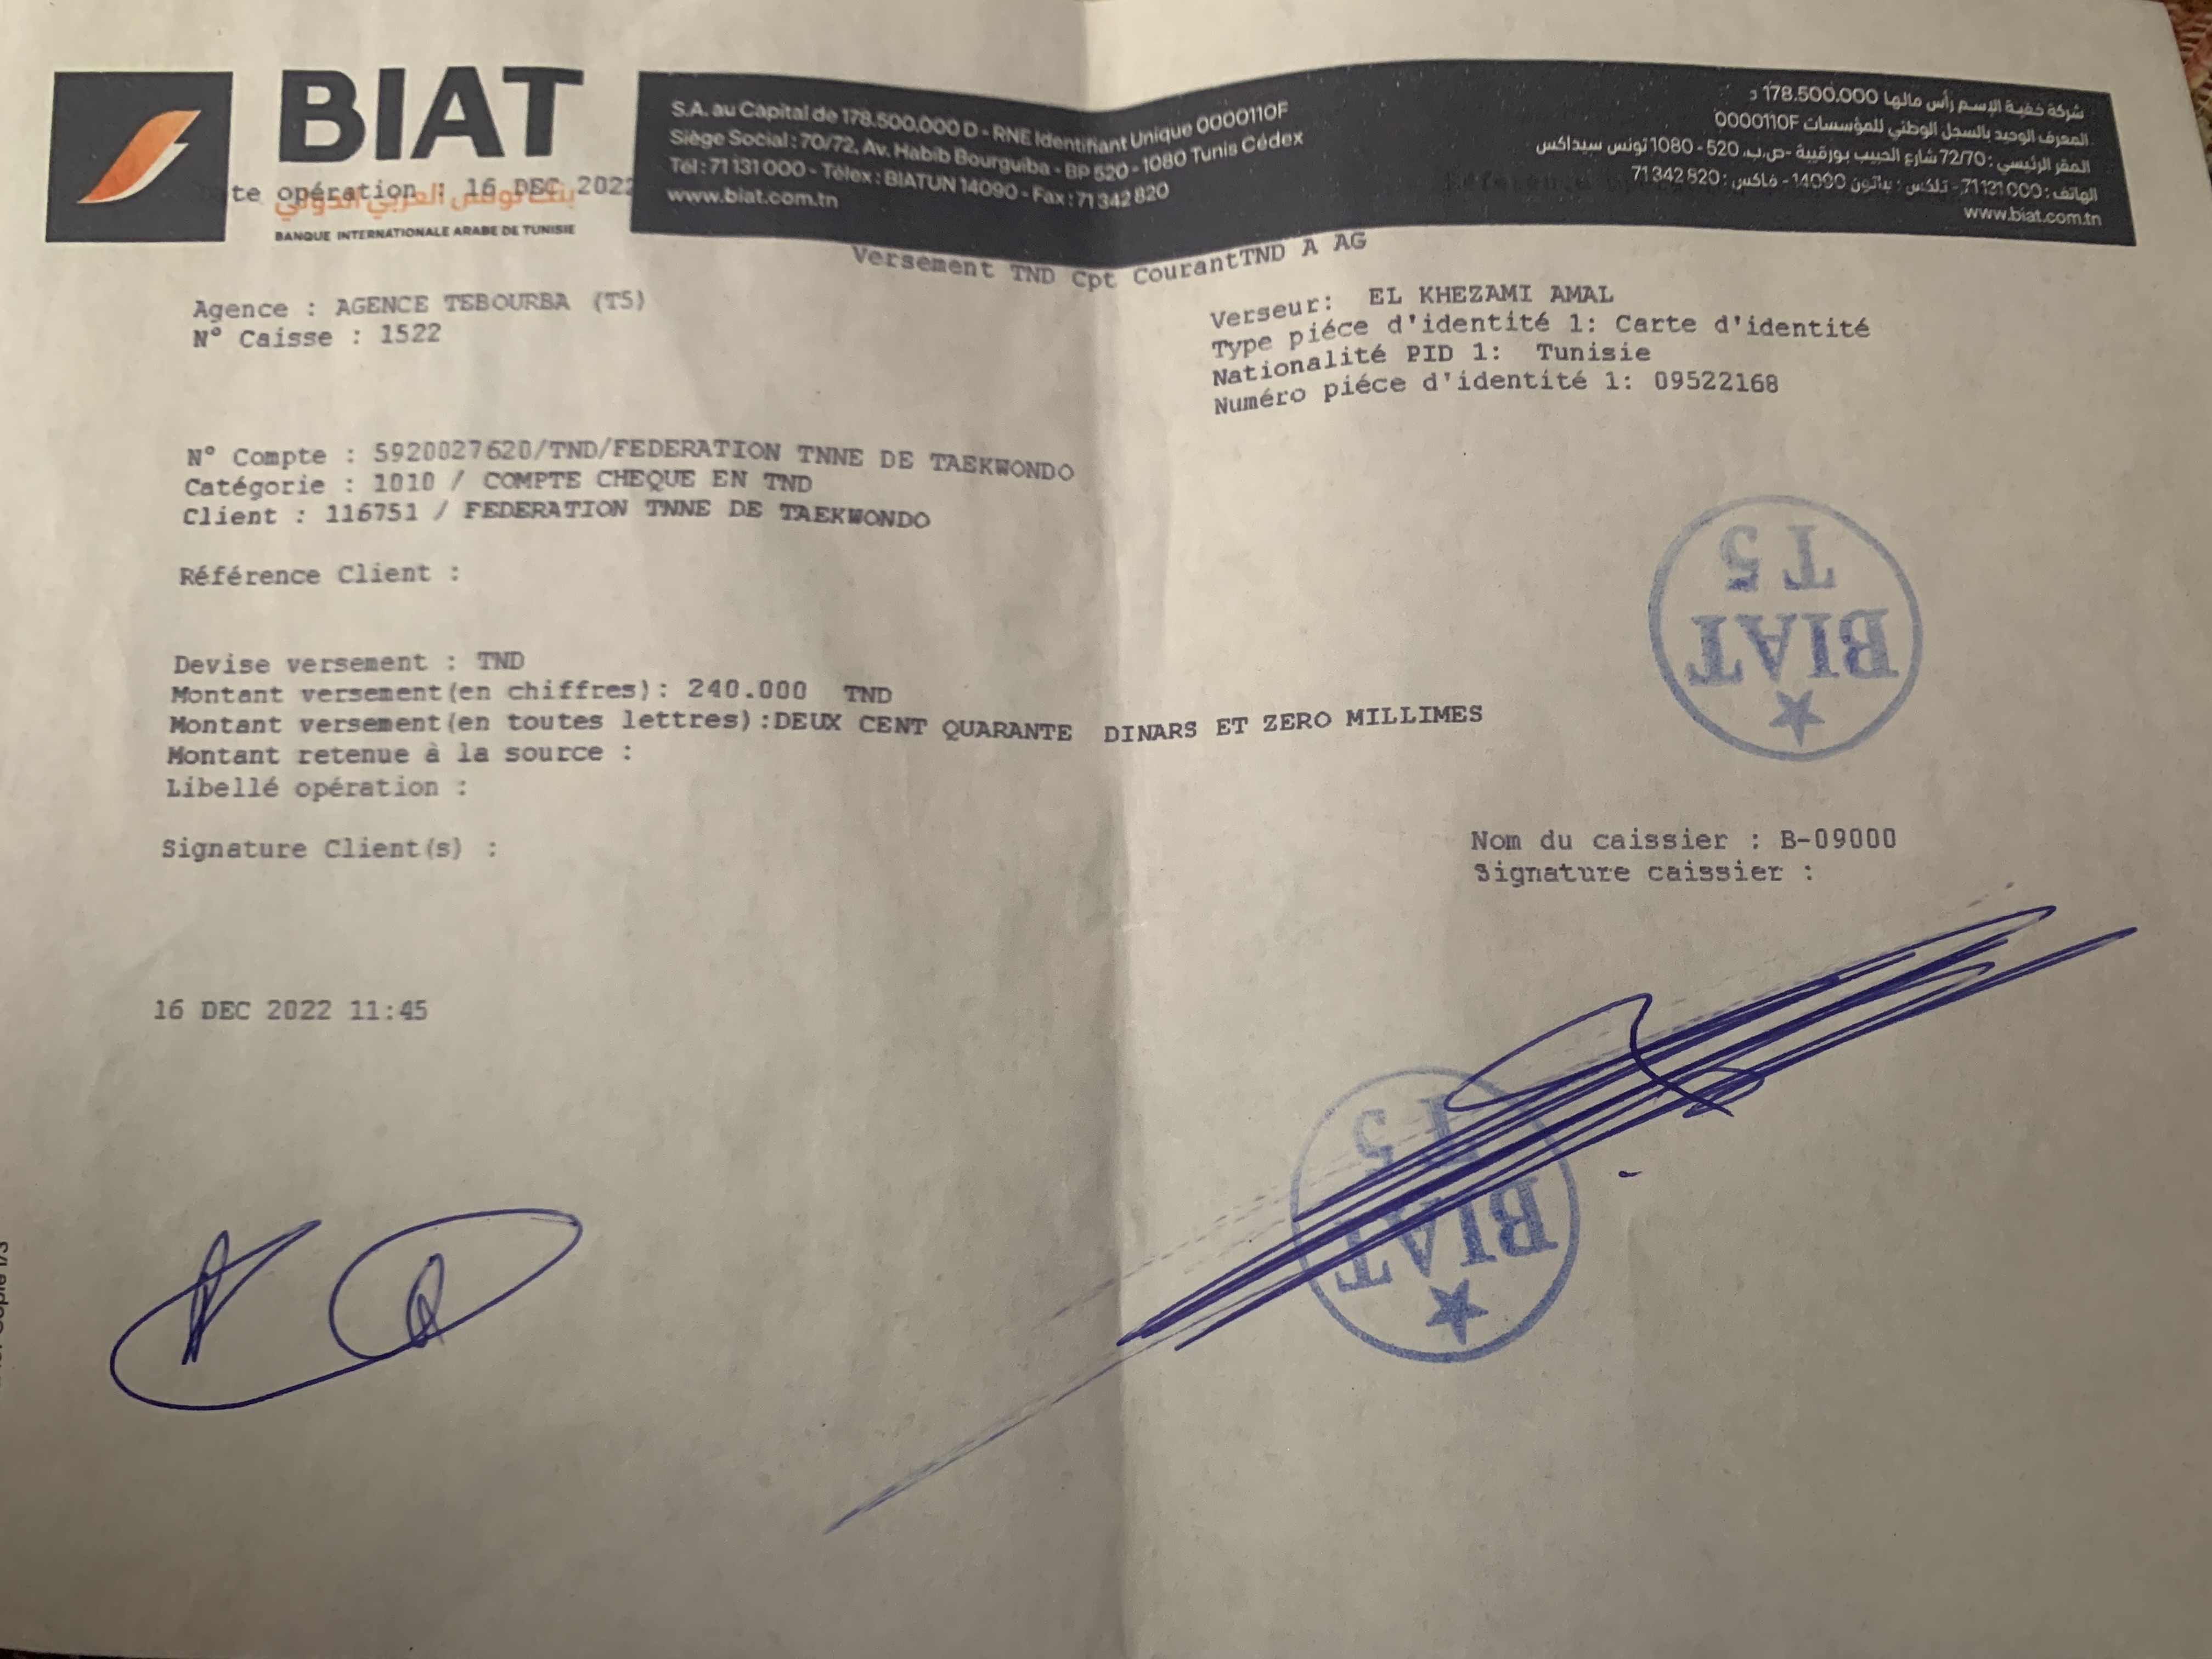 BIAT
بنك تونس العربي الدولي
BANQUE INTERNATIONALE ARABE DE TUNISIE
S.A. au Capital de 178.500.000 D - RNE Identifiant Unique 0000110F
Siège Social : 70/72, Av. Habib Bourguiba - BP 520 - 1080 Tunis Cédex
Tél : 71 131 000 - Télex : BIATUN 14090 - Fax : 71 342 820
www.biat.com.tn
شركة خفية الإسم رأس مالها 178.500.000 د
المعرف الوحيد بالسجل الوطني للمؤسسات 0000110F
المقر الرئيسي : 72/70 شارع الحبيب بورقيبة -ص.ب. 520 - 1080 تونس سيداكس
الهاتف : 71131000 - تلكس : بياتون 14090 - فاكس : 71342820
www.biat.com.tn
te opération : 16 DEC 2022
Versement TND Cpt CourantTND A AG
Agence : AGENCE TEBOURBA (T5)
N° Caisse : 1522
Verseur: EL KHEZAMI AMAL
Type piéce d'identité 1: Carte d'identité
Nationalité PID 1: Tunisie
Numéro piéce d'identité 1: 09522168
N° Compte : 5920027620/TND/FEDERATION TNNE DE TAEKWONDO
Catégorie : 1010 / COMPTE CHEQUE EN TND
Client : 116751 / FEDERATION TNNE DE TAEKWONDO
Référence Client :
BIAT
T5
Devise versement : TND
Montant versement(en chiffres): 240.000 TND
Montant versement(en toutes lettres):DEUX CENT QUARANTE DINARS ET ZERO MILLIMES
Montant retenue à la source :
Libellé opération :
Signature Client(s) :
Nom du caissier : B-09000
Signature caissier :
16 DEC 2022 11:45
BIAT
T5